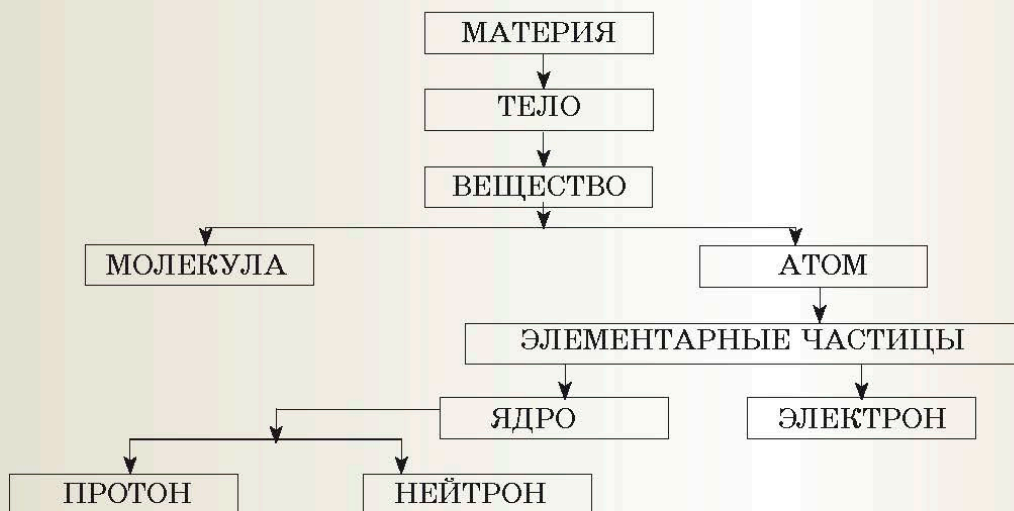 МАТЕРИЯ
ТЕЛО
ВЕЩЕСТВО
МОЛЕКУЛА
АТОМ
ЭЛЕМЕНТАРНЫЕ ЧАСТИЦЫ
ЯДРО
ЭЛЕКТРОН
ПРОТОН
НЕЙТРОН